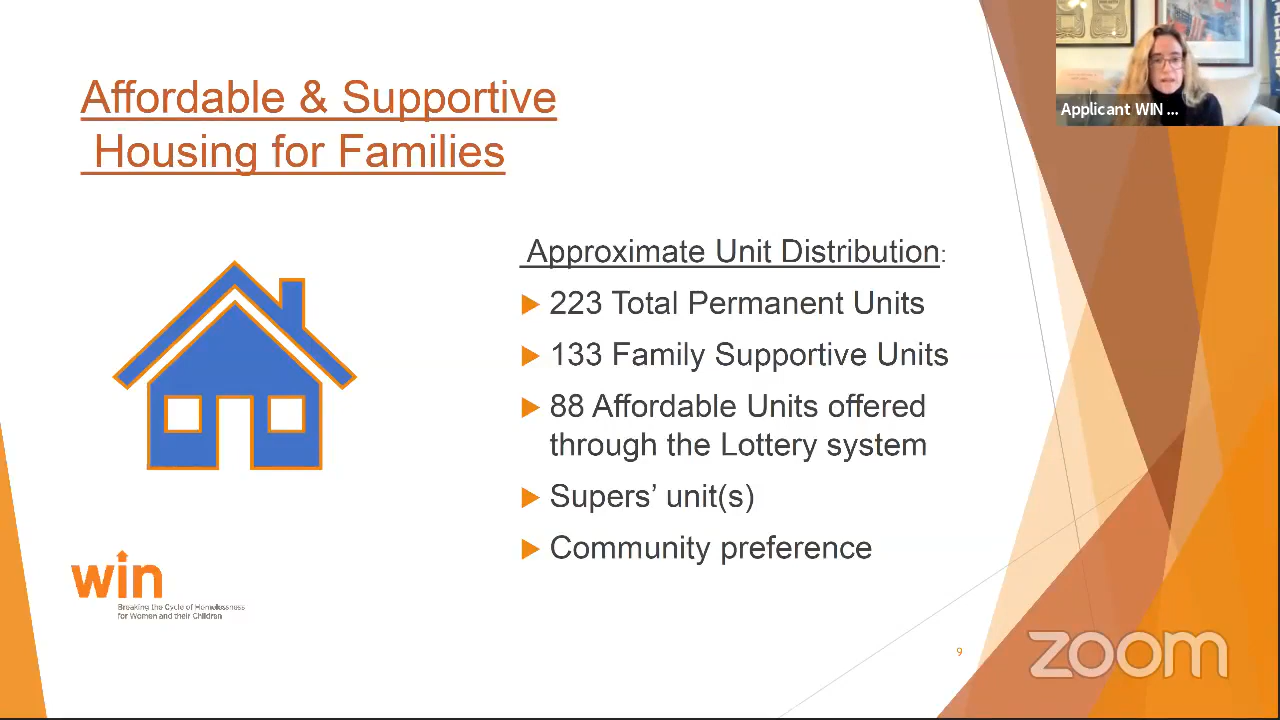 Affordable & Supportive
Housing for Families
Applicant WIN ...
Approximate Unit Distribution:
223 Total Permanent Units
133 Family Supportive Units
88 Affordable Units offered
through the Lottery system
Supers’ unit(s)
Community preference
win
Breaking the Cycle of Homelessness
for Women and their Children
9
zoom